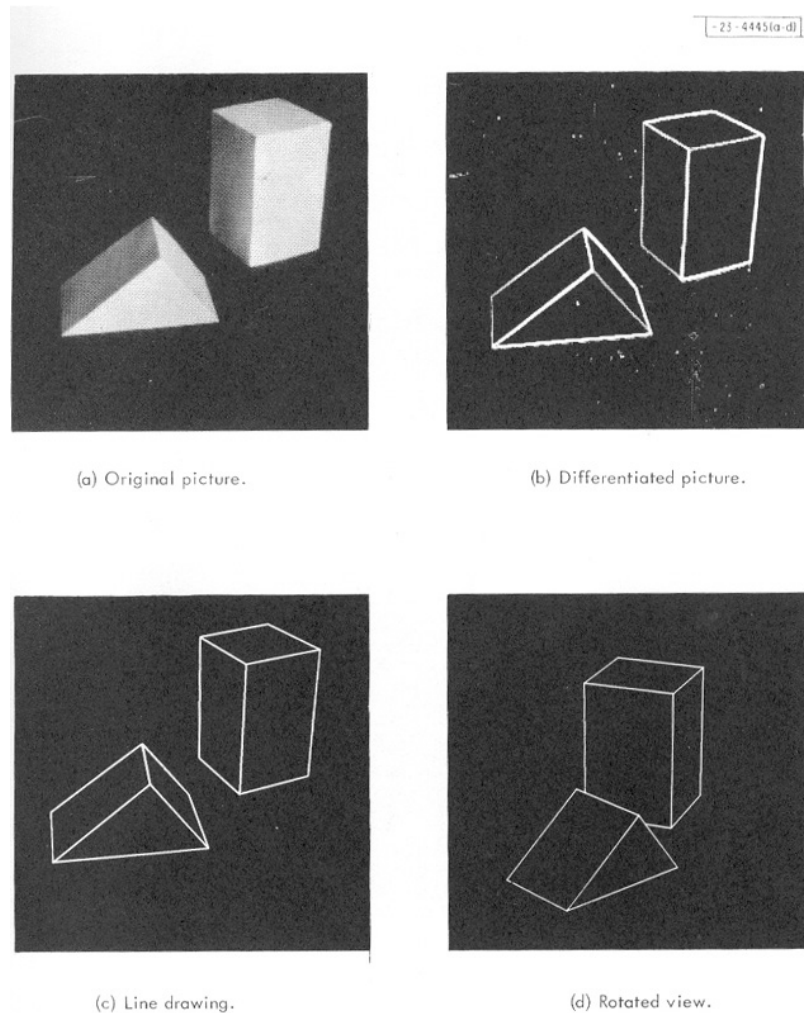 -23-4445(a-d)
(a) Original picture.
(b) Differentiated picture.
(c) Line drawing.
(d) Rotated view.